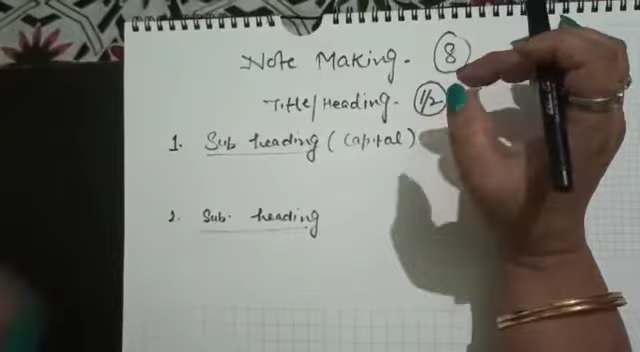 Note Making. 8
Title/Heading. 1/2
1. Sub heading (Capital)
2. Sub. heading